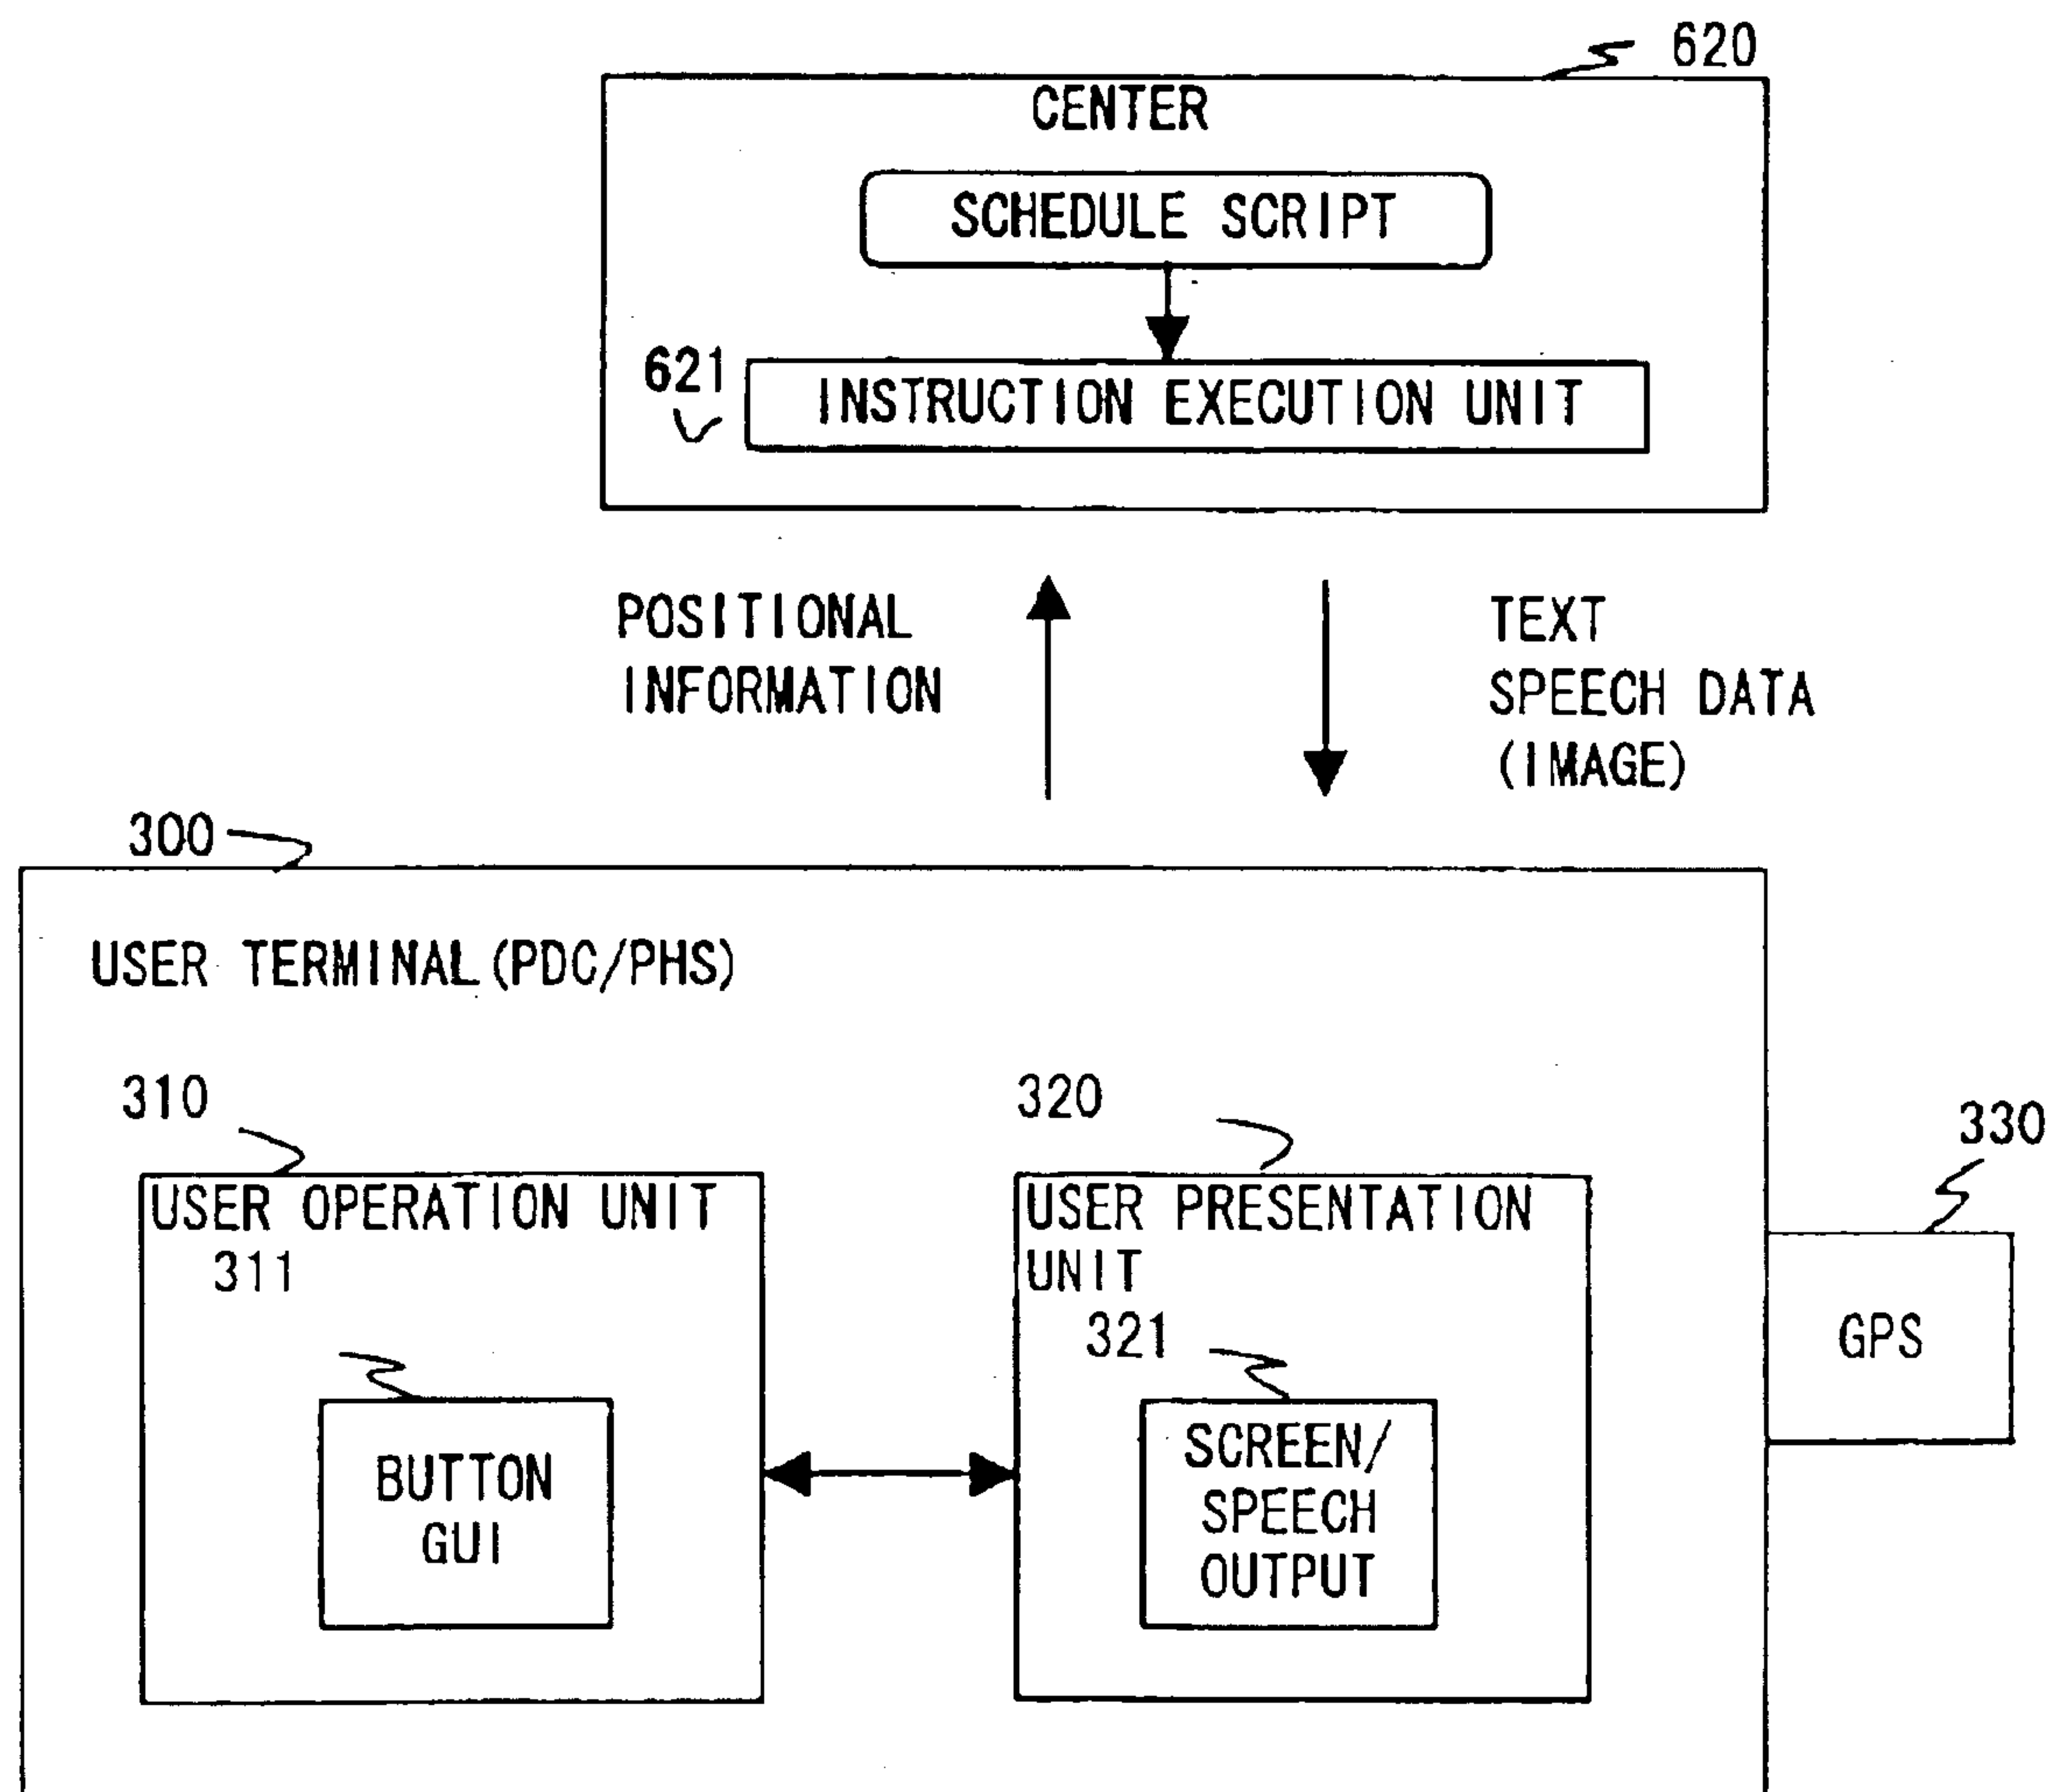 620
CENTER
SCHEDULE SCRIPT
621
INSTRUCTION EXECUTION UNIT
POSITIONAL
INFORMATION
TEXT
SPEECH DATA
(IMAGE)
300
USER TERMINAL(PDC/PHS)
310
USER OPERATION UNIT
311
BUTTON
GUI
320
USER PRESENTATION
UNIT
321
SCREEN/
SPEECH
OUTPUT
330
GPS